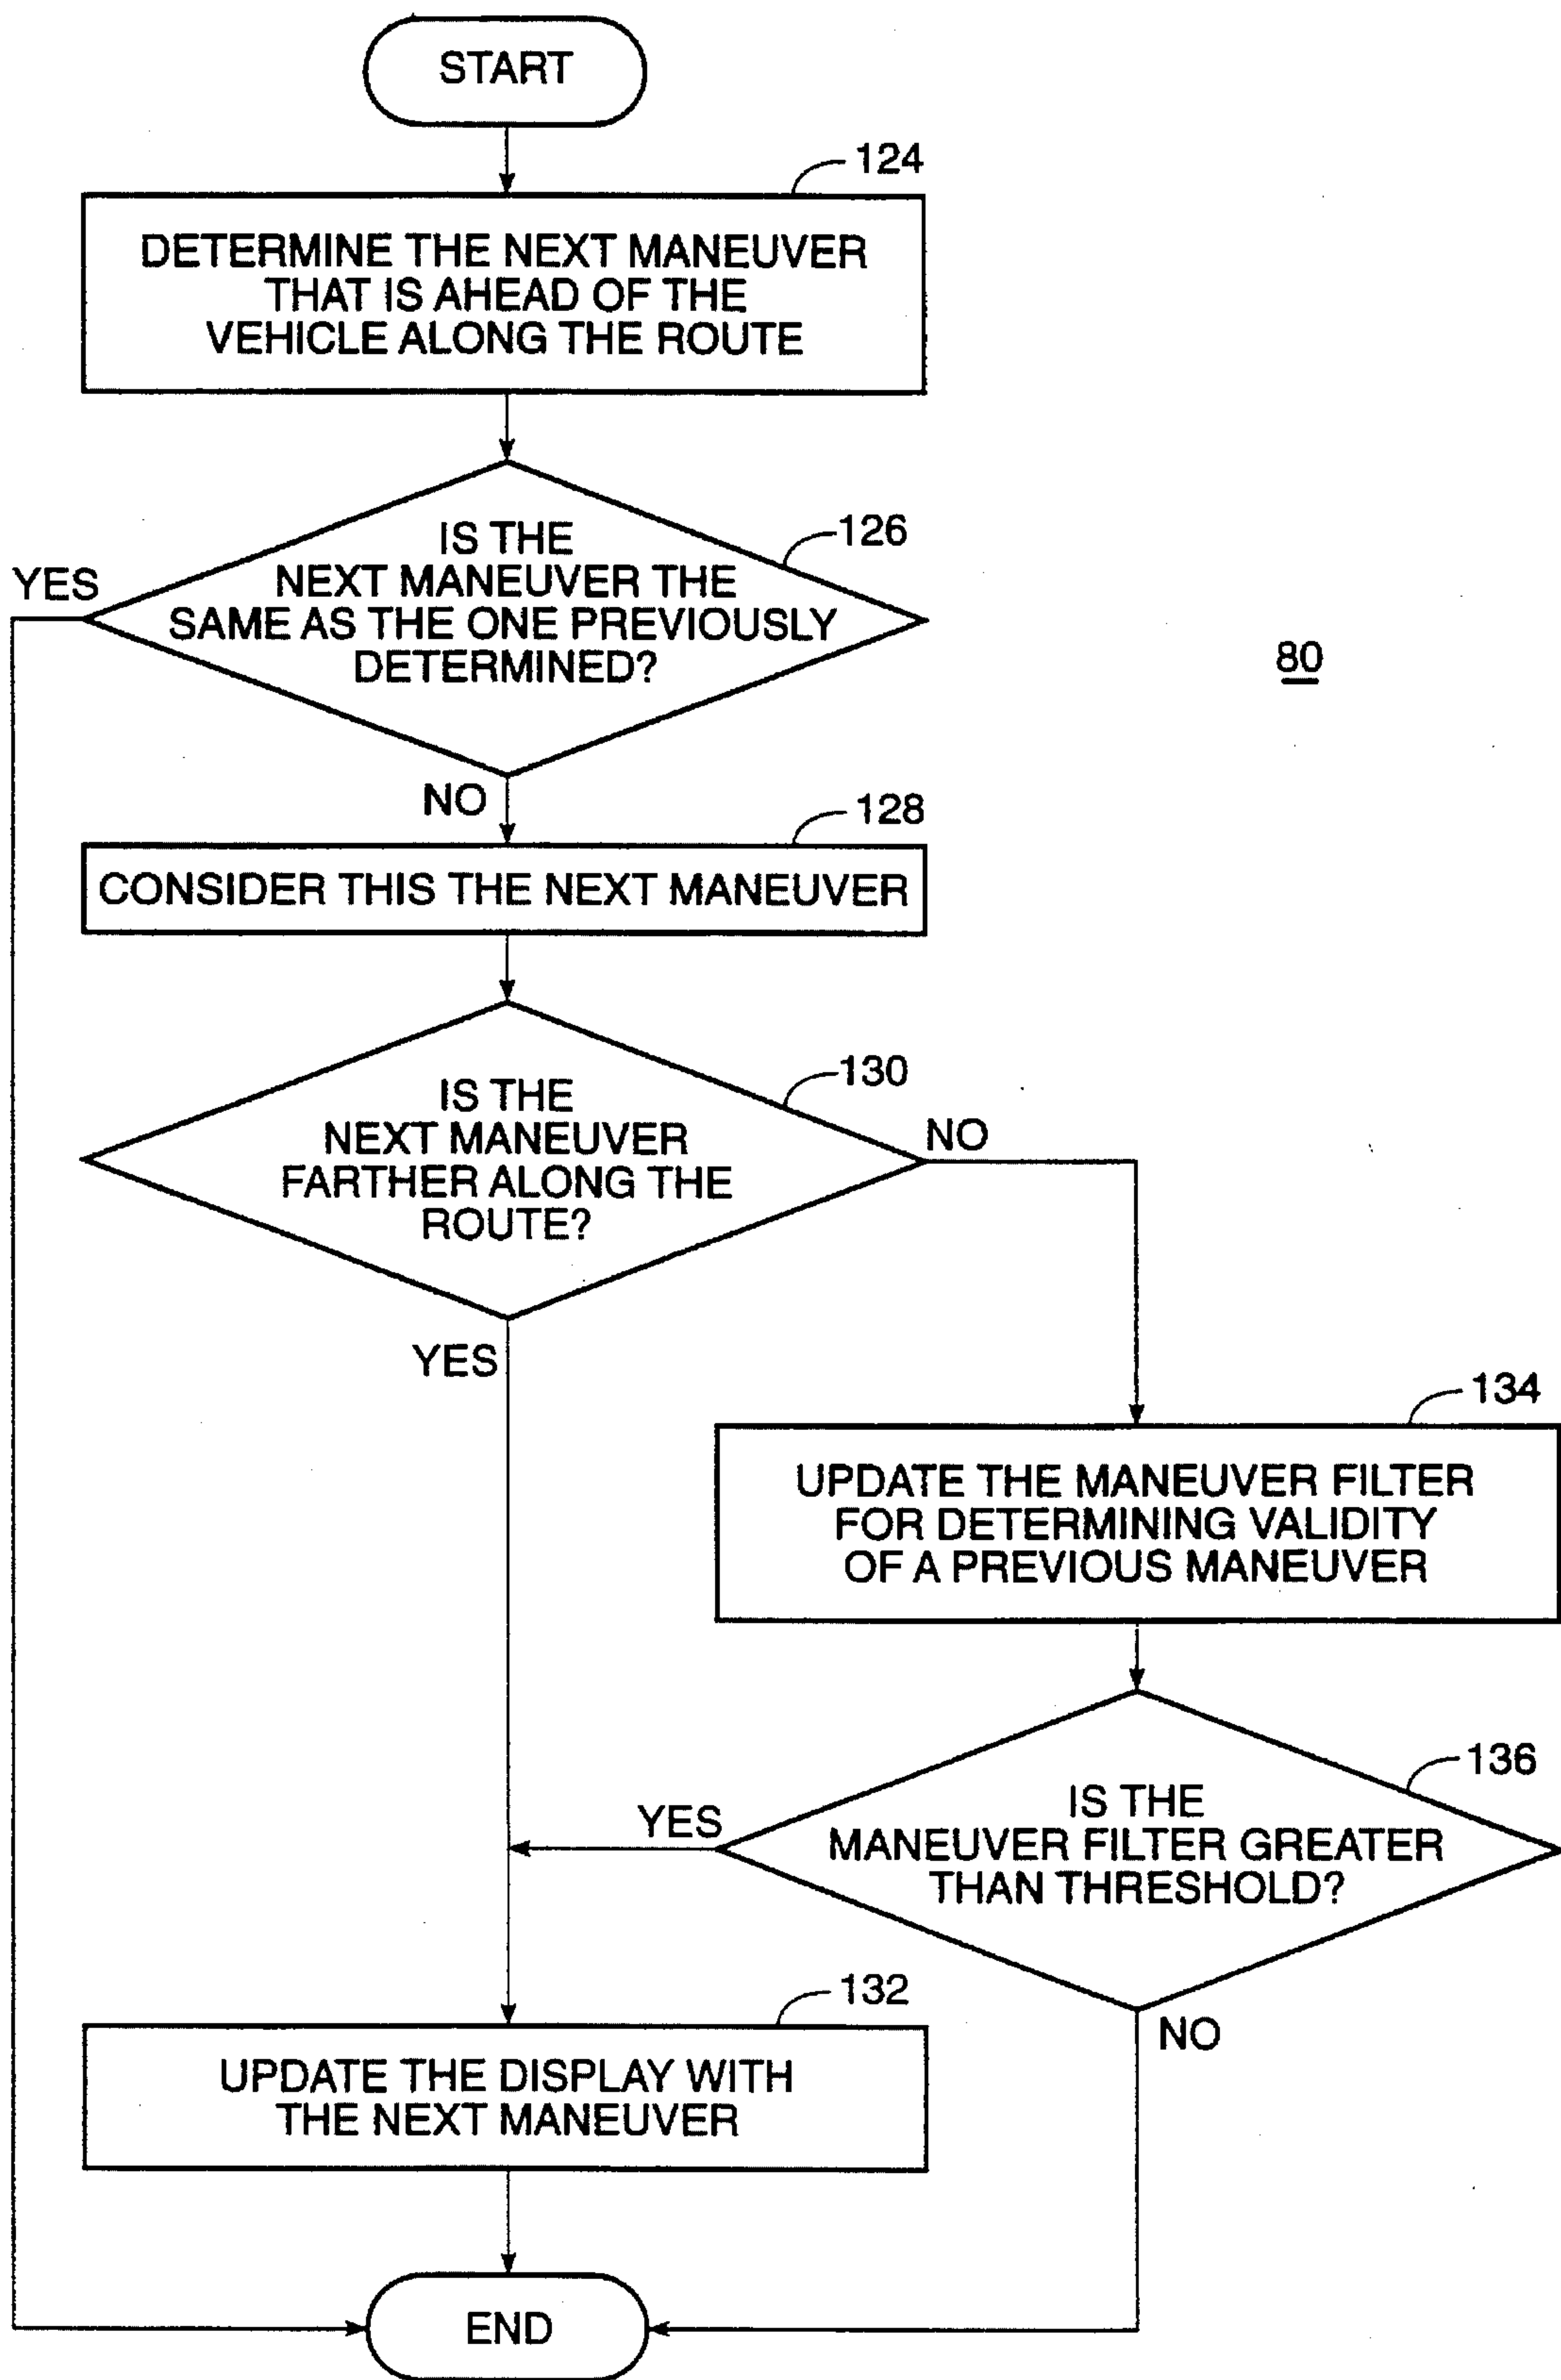 START
124
DETERMINE THE NEXT MANEUVER
THAT IS AHEAD OF THE
VEHICLE ALONG THE ROUTE
126
IS THE
NEXT MANEUVER THE
SAME AS THE ONE PREVIOUSLY
DETERMINED?
YES
80
NO
128
CONSIDER THIS THE NEXT MANEUVER
130
IS THE
NEXT MANEUVER
FARTHER ALONG THE
ROUTE?
NO
YES
134
UPDATE THE MANEUVER FILTER
FOR DETERMINING VALIDITY
OF A PREVIOUS MANEUVER
136
IS THE
MANEUVER FILTER GREATER
THAN THRESHOLD?
YES
NO
132
UPDATE THE DISPLAY WITH
THE NEXT MANEUVER
END